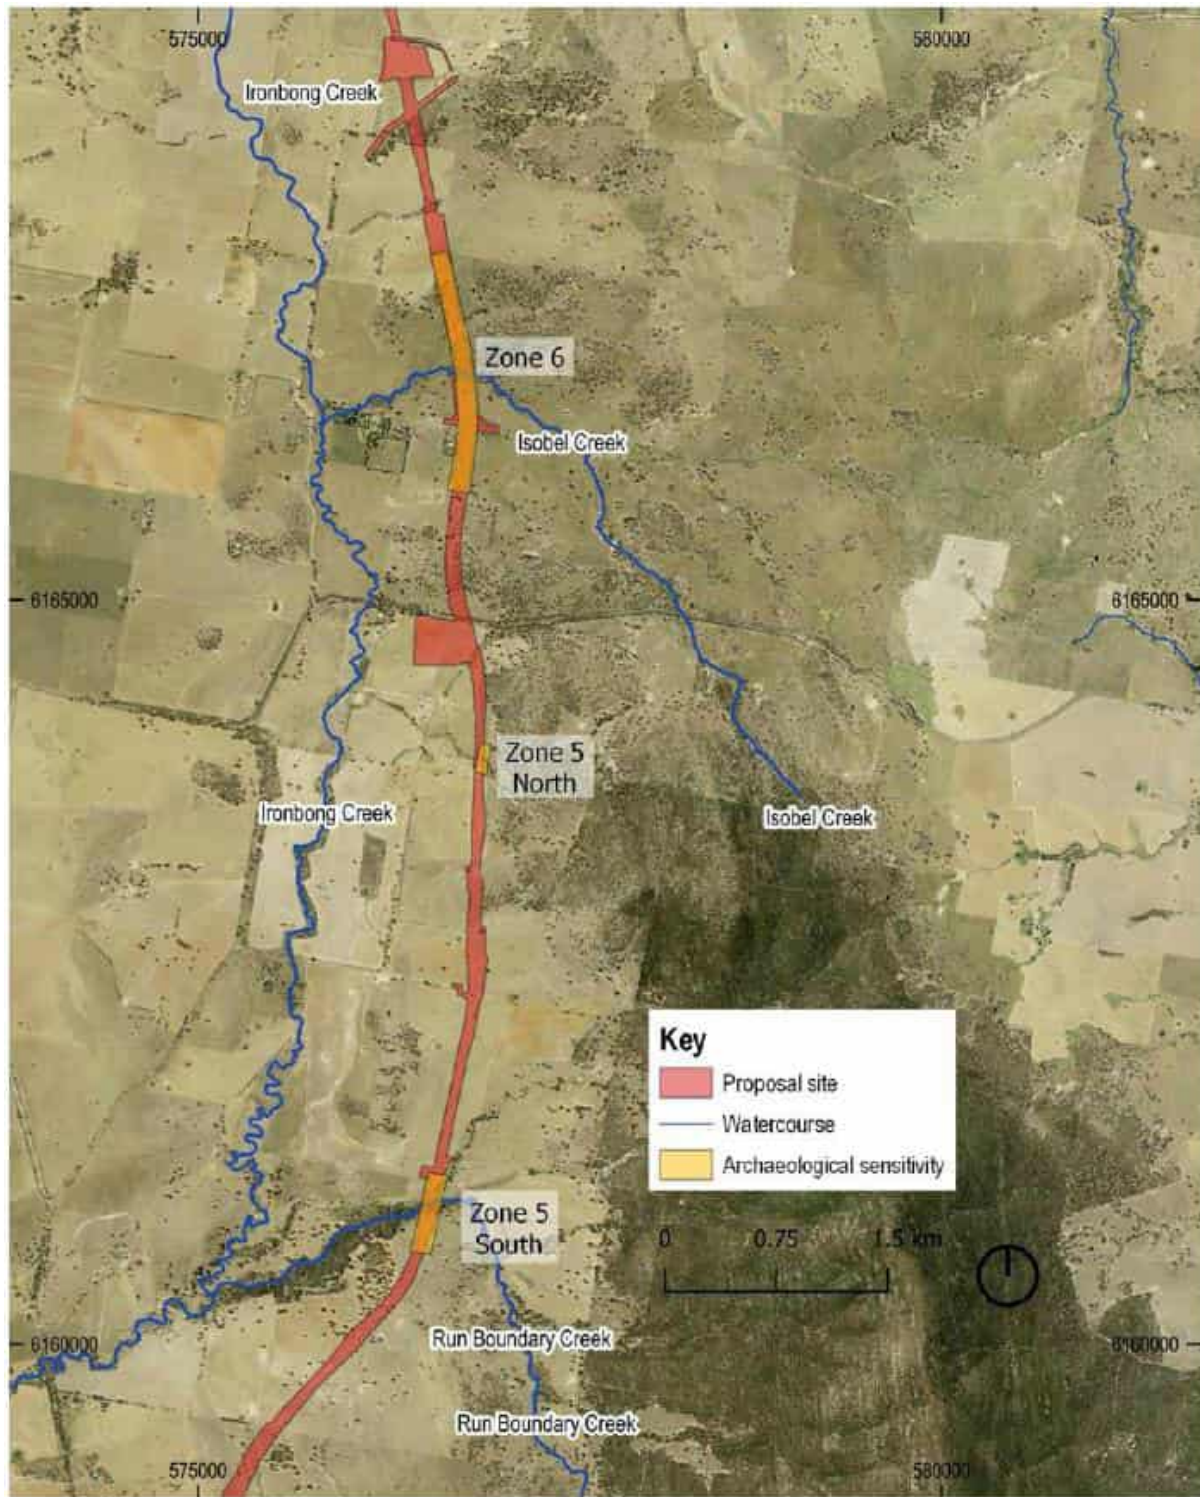 575000
580000
Ironbong Creek
Zone 6
Isobel Creek
6165000
6165000
Zone 5
North
Ironbong Creek
Isobel Creek
Key
Proposal site
Watercourse
Archaeological sensitivity
Zone 5
South
0 0.75 1.5 km
Run Boundary Creek
6160000
6160000
Run Boundary Creek
575000
580000